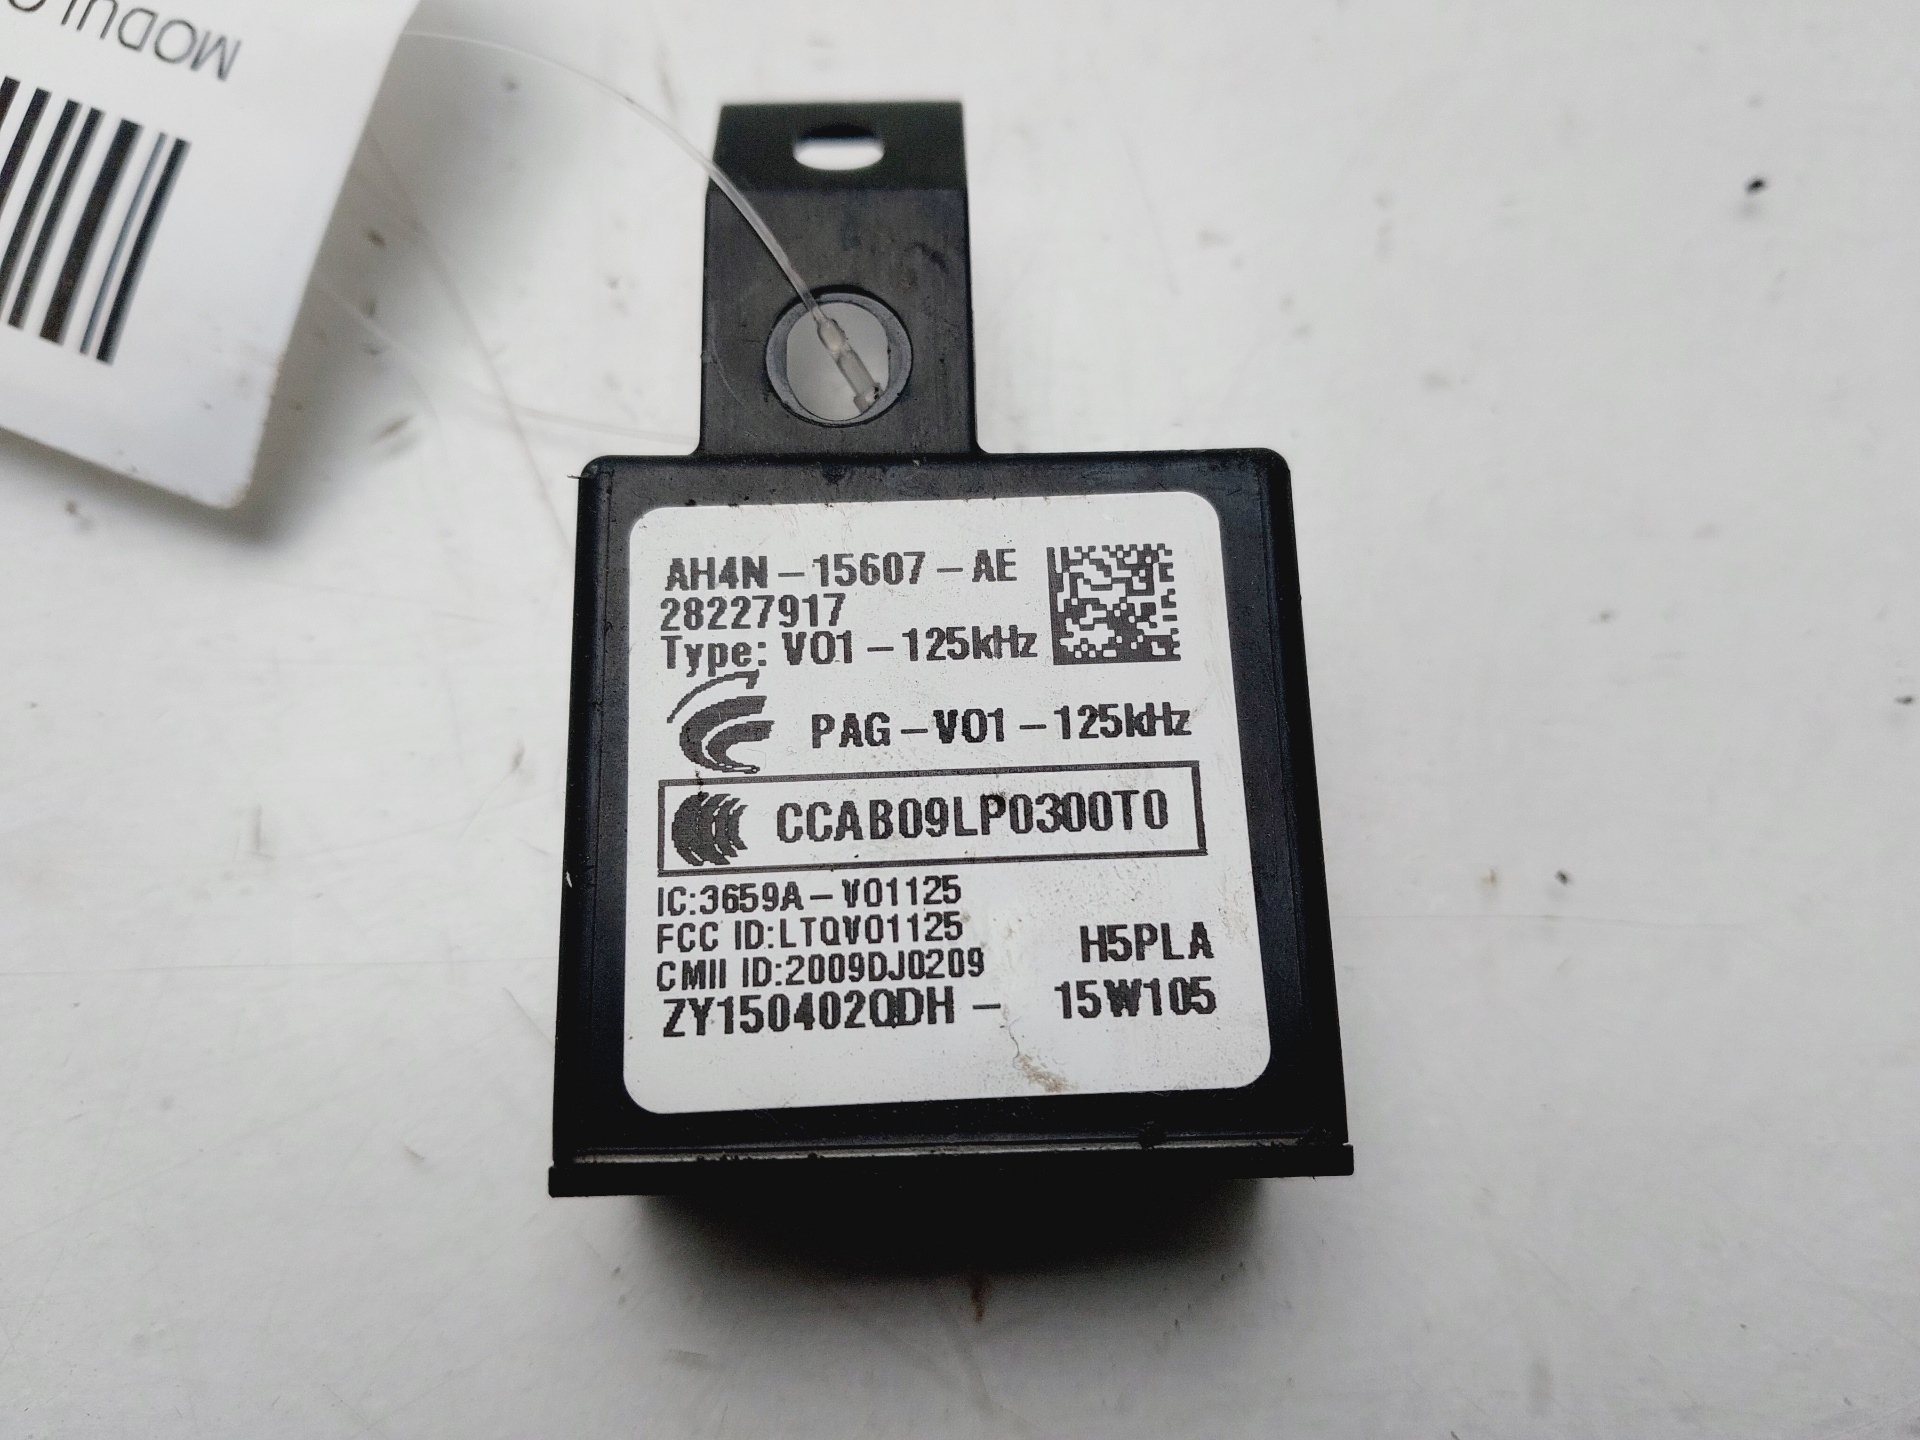 MODULO
AH4N-15607-AE
28227917
Type: V01-125kHz
PAG-V01-125kHz
CCAB09LP0300T0
IC:3659A-V01125
FCC ID:LTQV01125
CMII ID:2009DJ0209
H5PLA
ZY150402QDH- 15W105